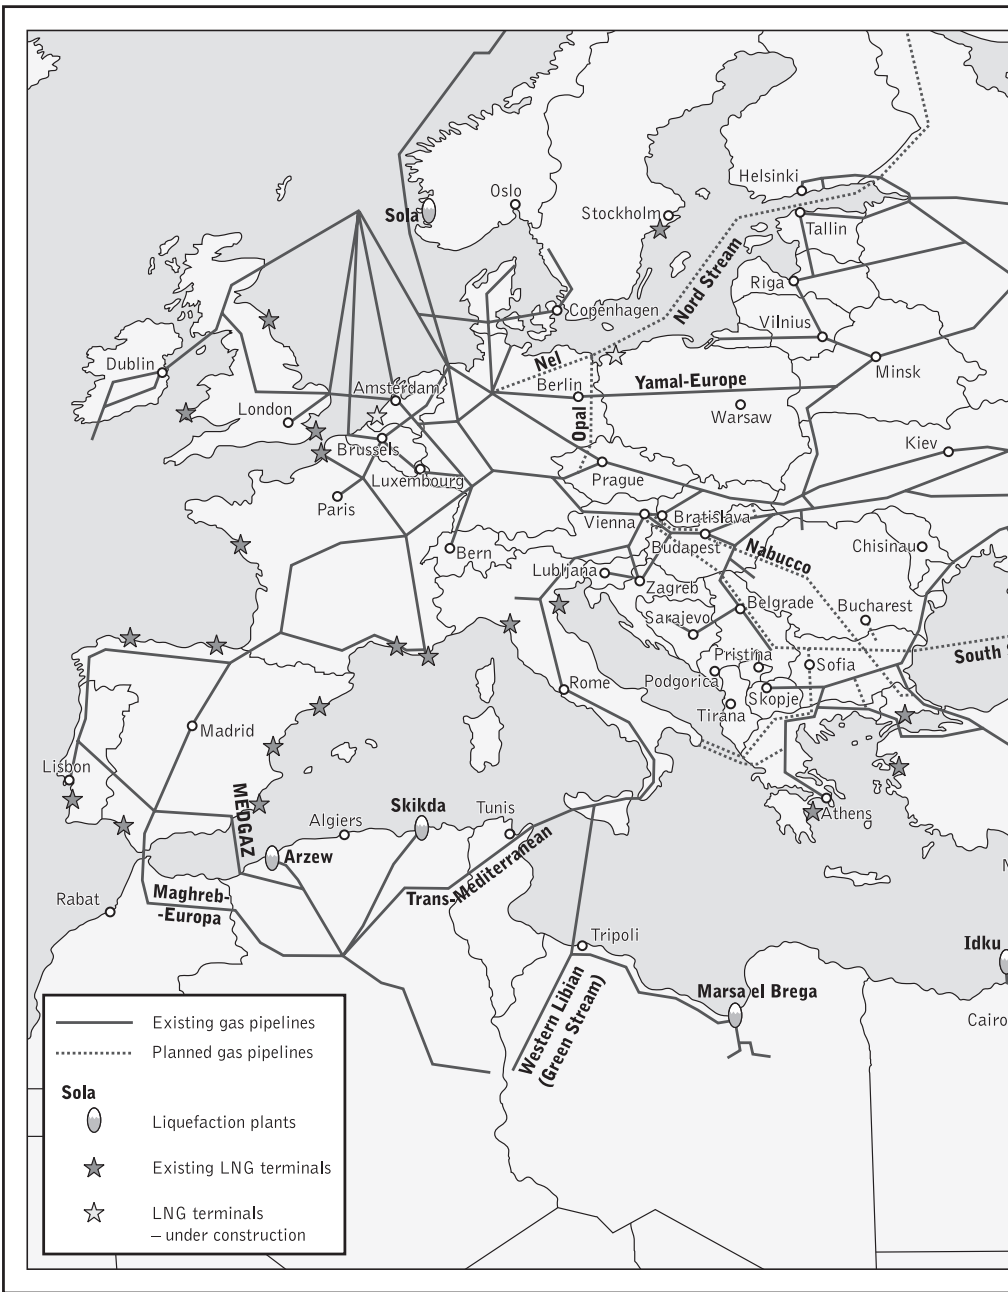 Helsinki
Oslo
Sola
Stockholm
Tallin
Nord Stream
Riga
Copenhagen
Vilnius
Dublin
Nel
Minsk
Amsterdam
Berlin
Yamal-Europe
London
Opal
Warsaw
Brussels
Kiev
Luxembourg
Prague
Paris
Vienna
Bratislava
Bern
Budapest
Nabucco
Chisinau
Lubljana
Zagreb
Belgrade
Bucharest
Sarajevo
Pristina
Sofia
South S
Podgorica
Rome
Skopje
Tirana
Madrid
Lisbon
MEDGAZ
Skikda
Tunis
Algiers
Athens
Arzew
Trans-Mediterranean
Maghreb-
-Europa
Rabat
Tripoli
Idku
Marsa el Brega
Western Libian
(Green Stream)
Cairo
Existing gas pipelines
Planned gas pipelines
Sola
Liquefaction plants
Existing LNG terminals
LNG terminals
– under construction